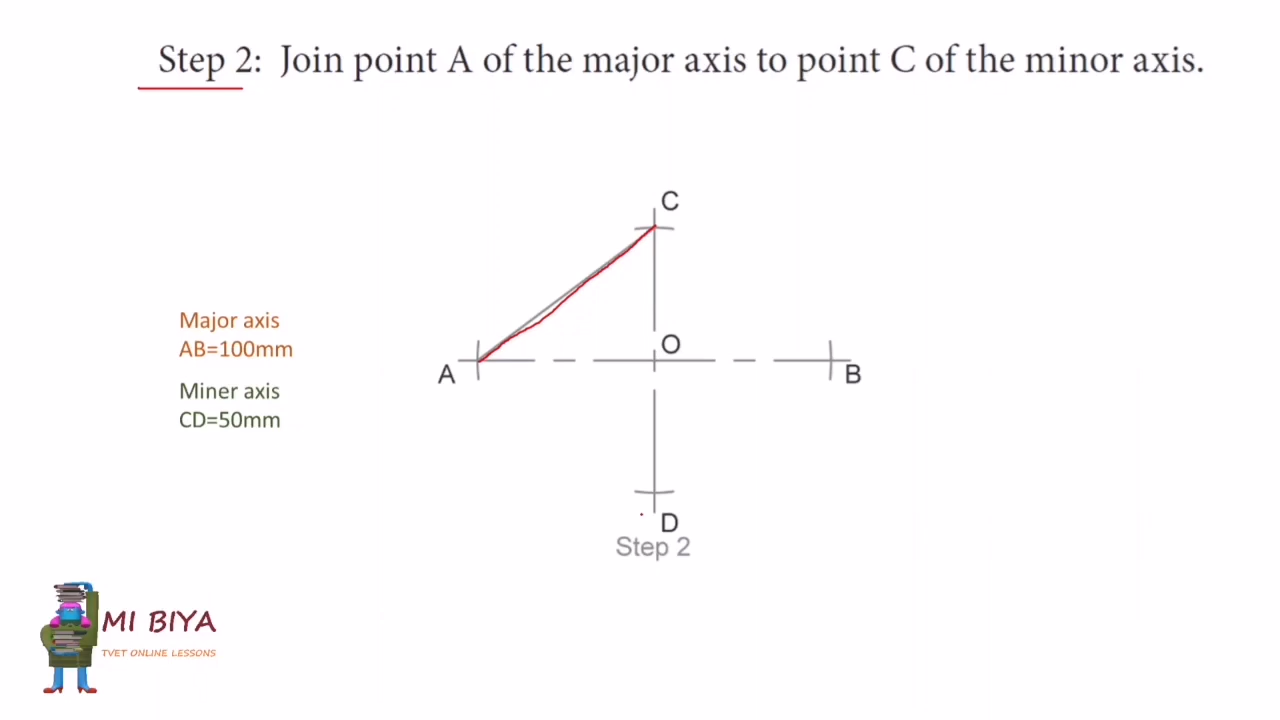 Step 2: Join point A of the major axis to point C of the minor axis.
C
Major axis
AB=100mm
O
A
B
Miner axis
CD=50mm
D
Step 2
MI BIYA
TVET ONLINE LESSONS